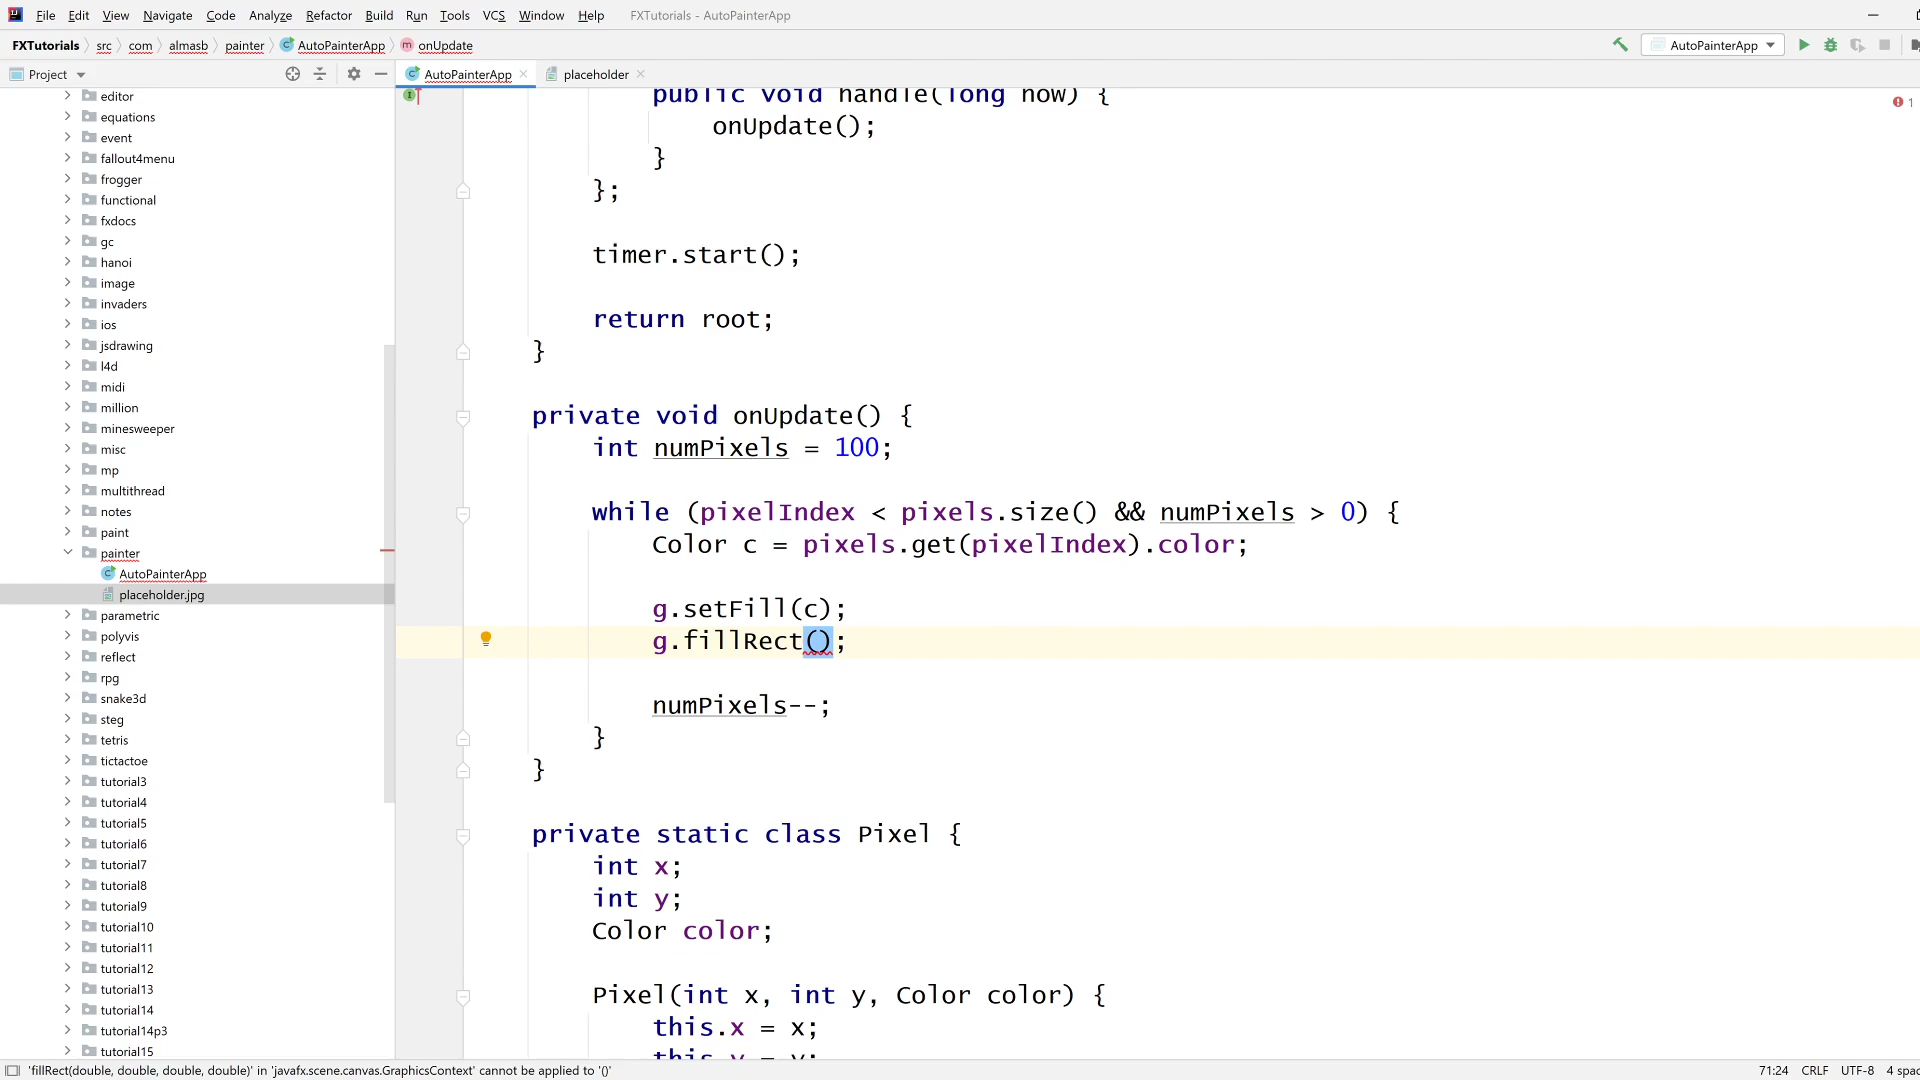 File Edit View Navigate Code Analyze Refactor Build Run Tools VCS Window Help FXTutorials - AutoPainterApp
FXTutorials src com almasb painter AutoPainterApp onUpdate AutoPainterApp
Project AutoPainterApp placeholder
editor
equations
event
fallout4menu
frogger
functional
fxdocs
gc
hanoi
image
invaders
ios
jsdrawing
l4d
midi
million
minesweeper
misc
mp
multithread
notes
paint
painter
AutoPainterApp
placeholder.jpg
parametric
polyvis
reflect
rpg
snake3d
steg
tetris
tictactoe
tutorial3
tutorial4
tutorial5
tutorial6
tutorial7
tutorial8
tutorial9
tutorial10
tutorial11
tutorial12
tutorial13
tutorial14
tutorial14p3
tutorial15
1
public void handle(long now) {
onUpdate();
}
};
timer.start();
return root;
}
private void onUpdate() {
int numPixels = 100;
while (pixelIndex < pixels.size() && numPixels > 0) {
Color c = pixels.get(pixelIndex).color;
g.setFill(c);
g.fillRect();
numPixels--;
}
}
private static class Pixel {
int x;
int y;
Color color;
Pixel(int x, int y, Color color) {
this.x = x;
this.y = y;
'fillRect(double, double, double, double)' in 'javafx.scene.canvas.GraphicsContext' cannot be applied to '()' 71:24 CRLF UTF-8 4 spac